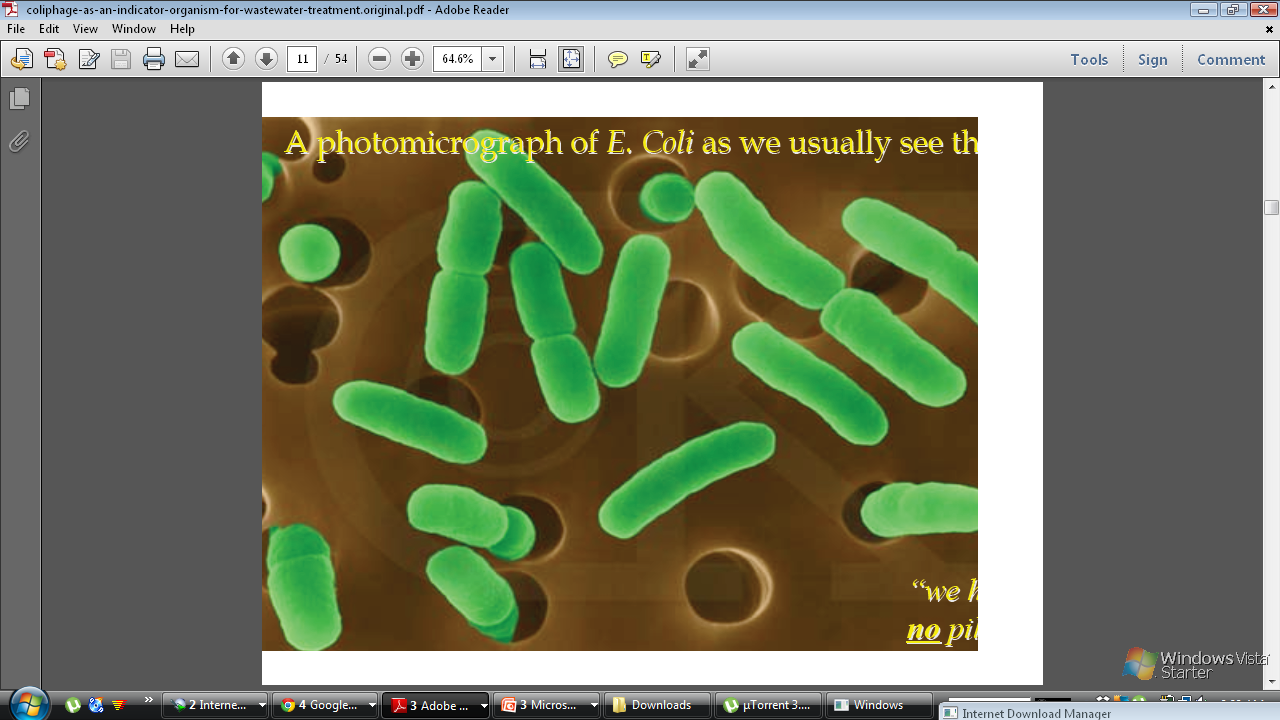 coliphage-as-an-indicator-organism-for-wastewater-treatment.original.pdf - Adobe Reader
File Edit View Window Help
11 / 54 64.6% Tools Sign Comment
A photomicrograph of E. Coli as we usually see th
“we h
no pil
Windows Vista
Starter
2 Interne... 4 Google... 3 Adobe ... 3 Micros... Downloads µTorrent 3.... Windows
Internet Download Manager